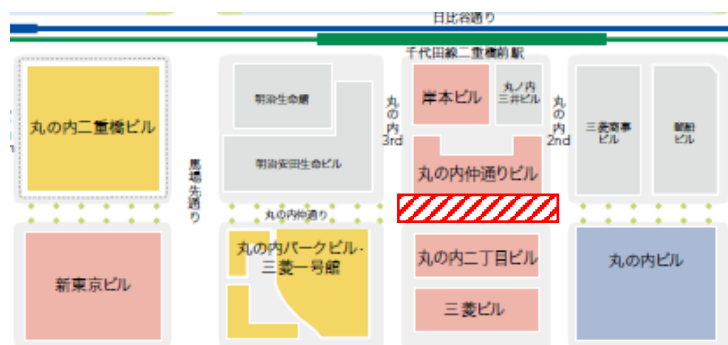 日比谷通り
千代田線二重橋前駅
丸の内二重橋ビル
明治生命館
明治安田生命ビル
丸の内
3rd
岸本ビル
丸ノ内
三井ビル
丸の内仲通りビル
丸の内
2nd
三菱商事
ビル
郵船
ビル
馬場先通り
丸の内仲通り
新東京ビル
丸の内パークビル・
三菱一号館
丸の内二丁目ビル
三菱ビル
丸の内ビル